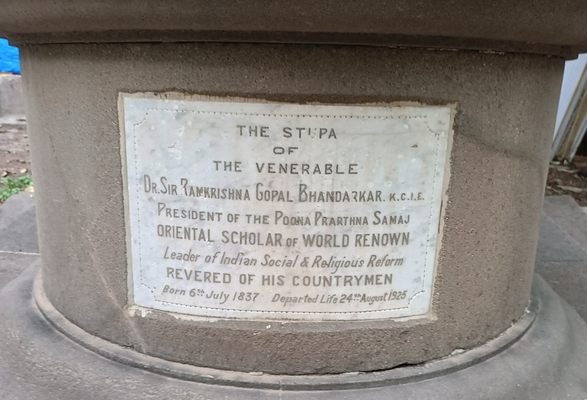 THE STUPA
OF
THE VENERABLE
DR. SIR RAMKRISHNA GOPAL BHANDARKAR. K.C.I.E.
PRESIDENT OF THE POONA PRARTHNA SAMAJ
ORIENTAL SCHOLAR OF WORLD RENOWN
Leader of Indian Social & Religious Reform
REVERED OF HIS COUNTRYMEN
Born 6th July 1837 Departed Life 24th August 1925